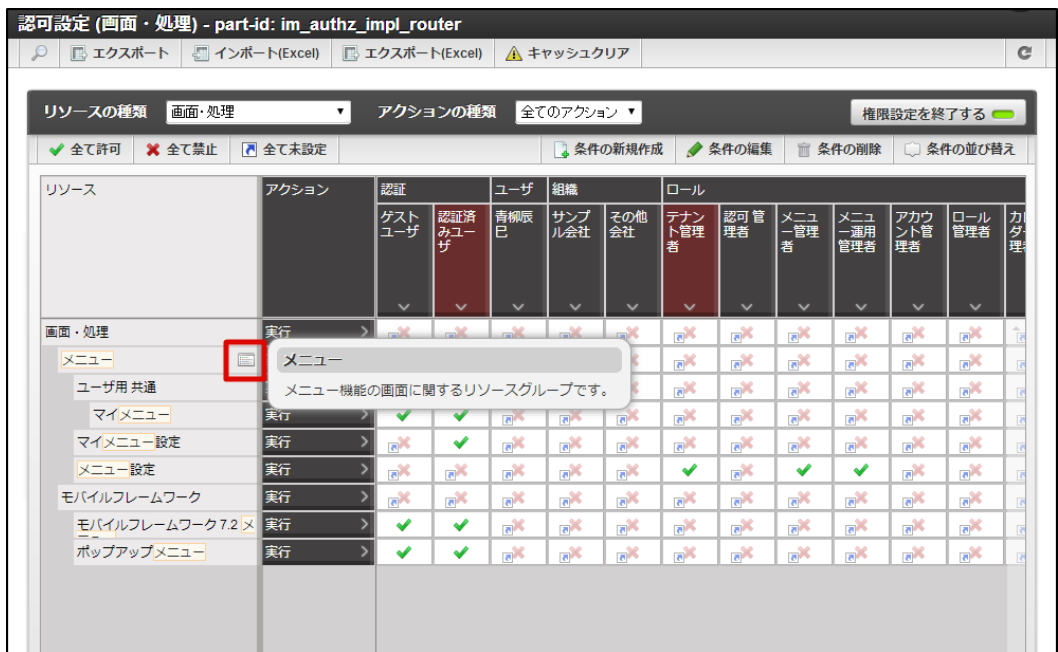 認可設定 (画面・処理) - part-id: im_authz_impl_router
エクスポート インポート(Excel) エクスポート(Excel) キャッシュクリア
リソースの種類 画面・処理 アクションの種類 全てのアクション 権限設定を終了する
全て許可 全て禁止 全て未設定 条件の新規作成 条件の編集 条件の削除 条件の並び替え
リソース アクション 認証 ユーザ 組織 ロール
ゲスト
ユーザ
認証済
みユー
ザ
青柳辰
巳
サンプ
ル会社
その他
会社
テナン
ト管理
者
認可 管
理者
メニュ
ー管理
者
メニュ
ー運用
管理者
アカウ
ント管
理者
ロール
管理者
画面・処理 実行
メニュー
メニュー
メニュー機能の画面に関するリソースグループです。
ユーザ用 共通
マイメニュー 実行
マイメニュー設定 実行
メニュー設定 実行
モバイルフレームワーク 実行
モバイルフレームワーク 7.2 メ 実行
ポップアップメニュー 実行